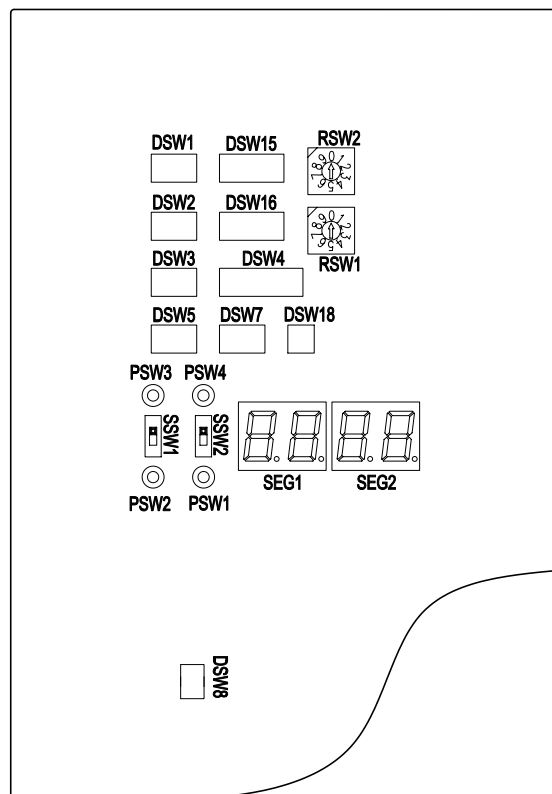 DSW1 DSW15 RSW2
DSW2 DSW16
DSW3 DSW4 RSW1
DSW5 DSW7 DSW18
PSW3 PSW4
SSW1 SSW2
SEG1 SEG2
PSW2 PSW1
DSW8